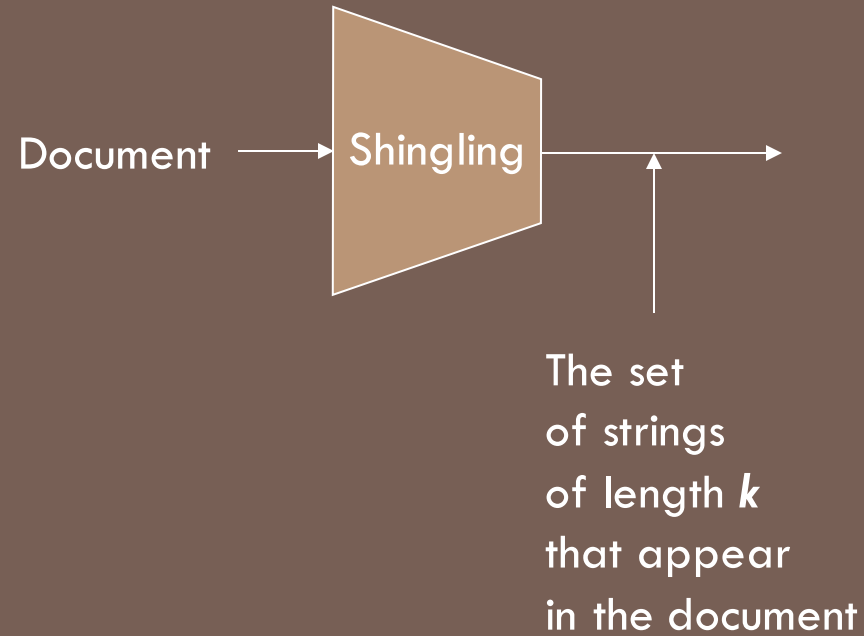 Document
Shingling
The set
of strings
of length k
that appear
in the document